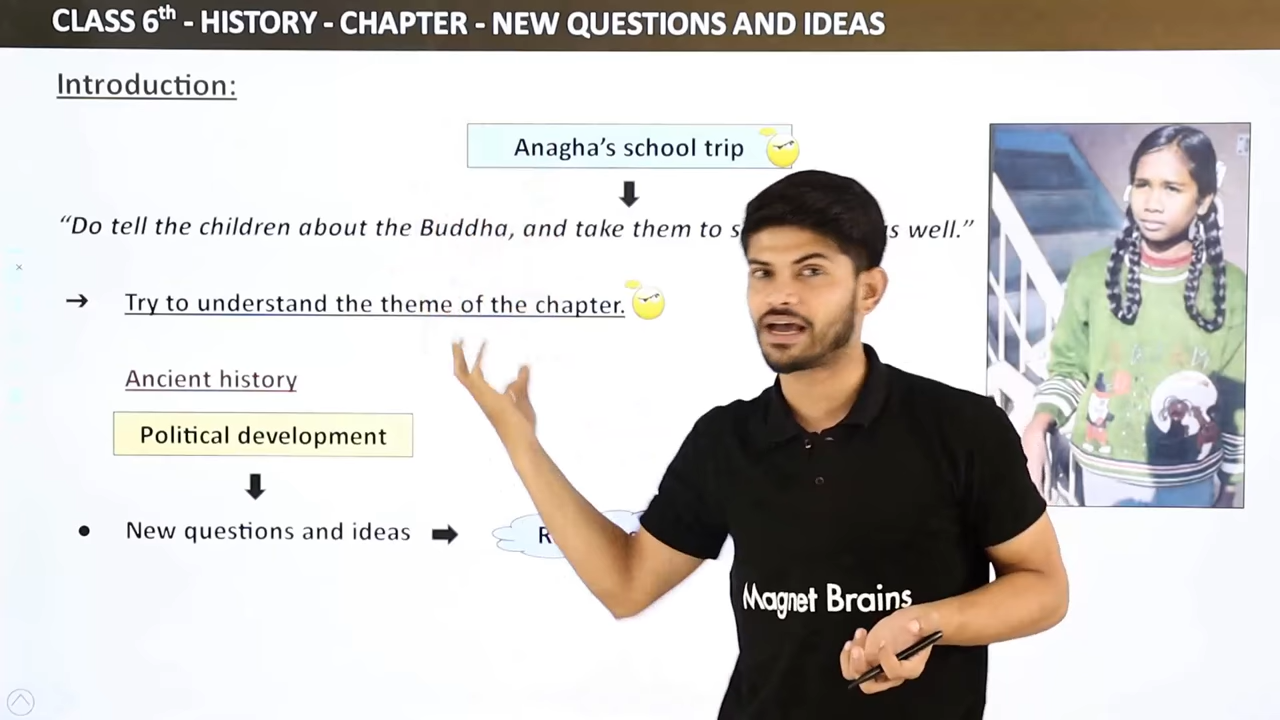 CLASS 6th - HISTORY - CHAPTER - NEW QUESTIONS AND IDEAS
Introduction:
Anagha's school trip
“Do tell the children about the Buddha, and take them to s as well.”
→ Try to understand the theme of the chapter.
Ancient history
Political development
• New questions and ideas
R
Magnet Brains